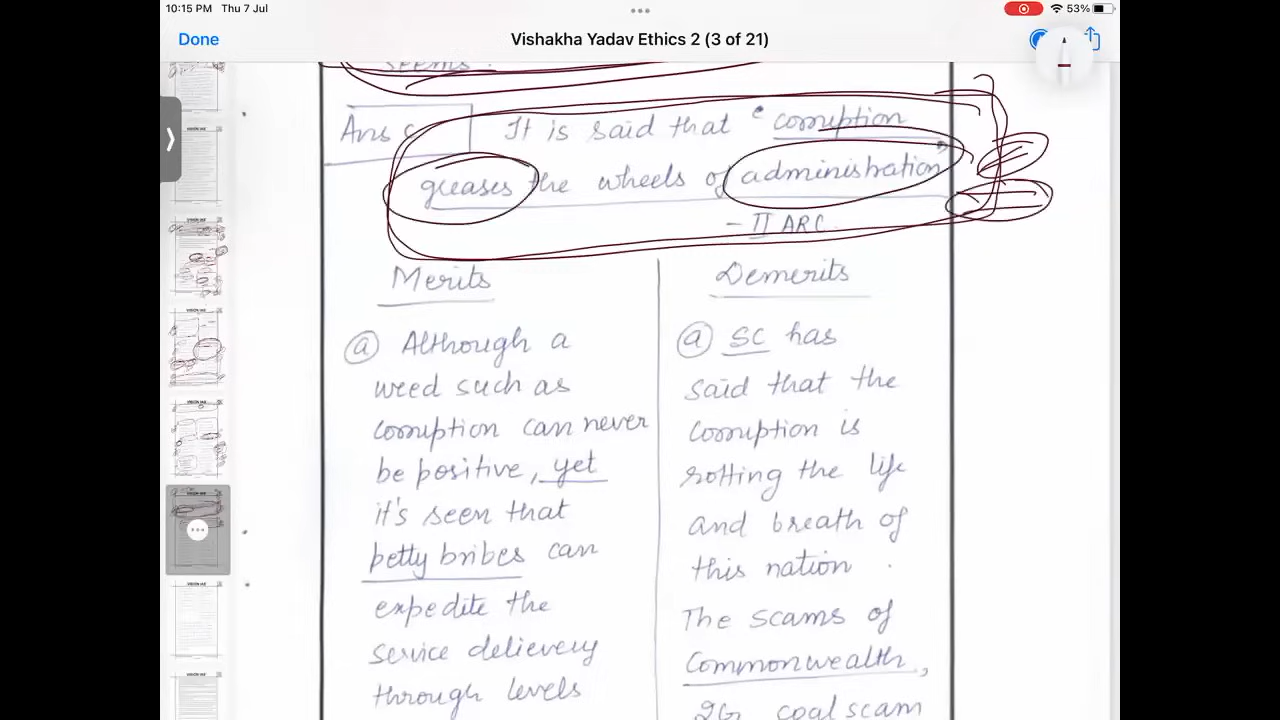 10:15 PM Thu 7 Jul
53%
Done
Vishakha Yadav Ethics 2 (3 of 21)
seems.
Ans
It is said that "corruption
greases the wheels of administration"
- II ARC
Merits
ⓐ Although a
weed such as
corruption can never
be positive, yet
it's seen that
petty bribes can
expedite the
service delievery
through levels
Demerits
ⓐ SC has
said that the
corruption is
rotting the life
and breath of
this nation.
The scams of
Commonwealth,
2G, coal scam